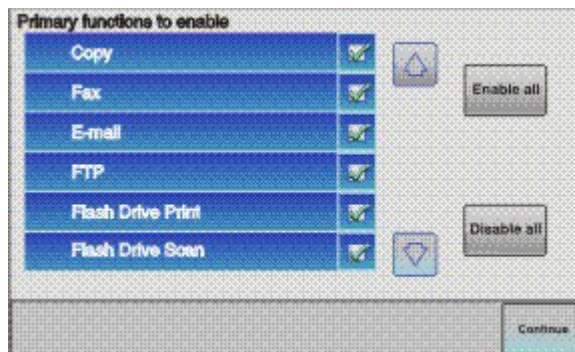 Primary functions to enable
Copy
Fax
E-mail
FTP
Flash Drive Print
Flash Drive Scan
Enable all
Disable all
Continue